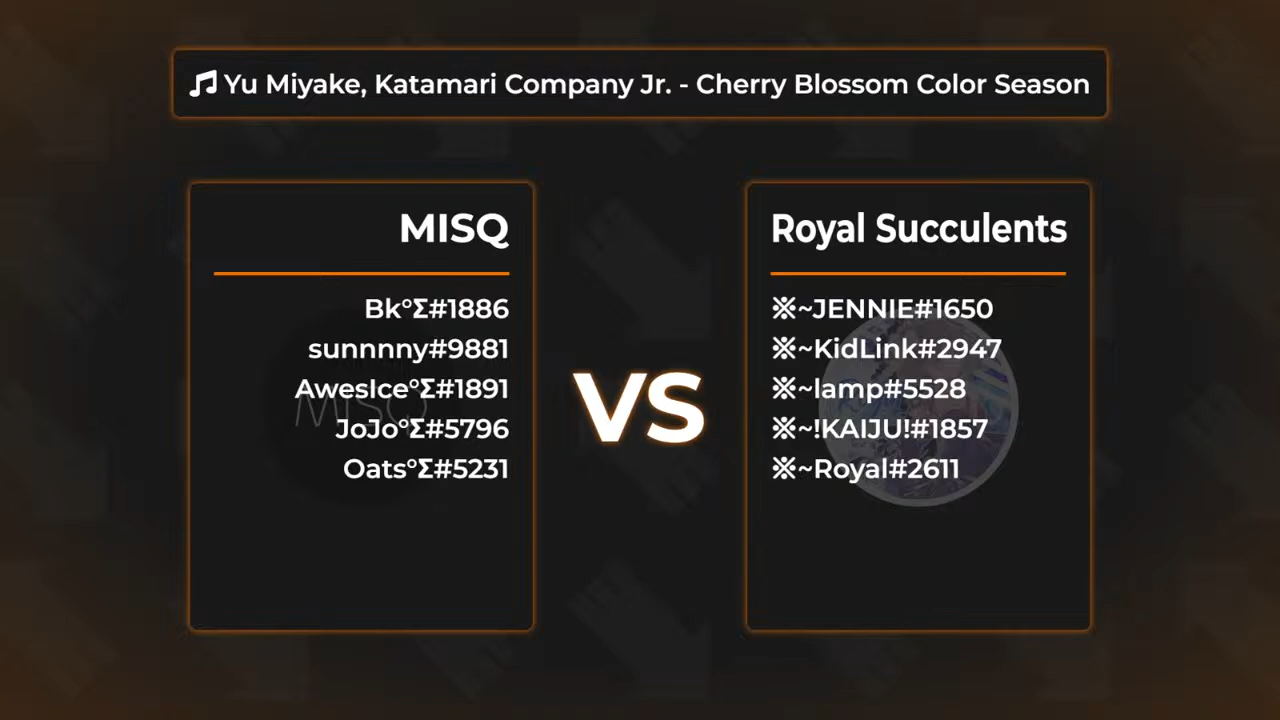 🎵 Yu Miyake, Katamari Company Jr. - Cherry Blossom Color Season
MISQ
Bk°Σ#1886
sunnnny#9881
AwesIce°Σ#1891
JoJo°Σ#5796
Oats°Σ#5231
MISQ
VS
Royal Succulents
※~JENNIE#1650
※~KidLink#2947
※~lamp#5528
※~!KAIJU!#1857
※~Royal#2611